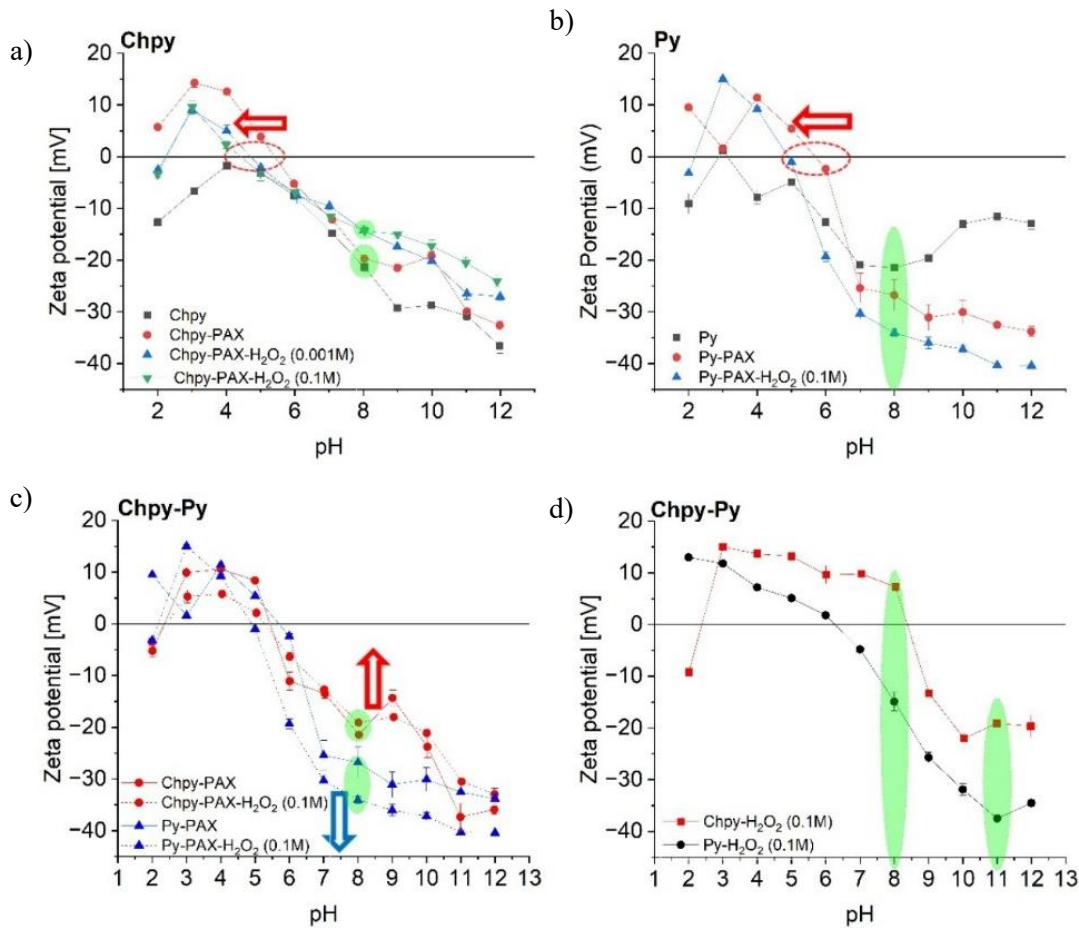 a)
Chpy
20
10
0
−10
−20
−30
−40
Zeta potential [mV]
Chpy
Chpy-PAX
Chpy-PAX-H₂O₂ (0.001M)
Chpy-PAX-H₂O₂ (0.1M)
2 4 6 8 10 12
pH
b)
Py
20
10
0
−10
−20
−30
−40
Zeta Porential (mV)
Py
Py-PAX
Py-PAX-H₂O₂ (0.1M)
2 4 6 8 10 12
pH
c)
Chpy-Py
20
10
0
−10
−20
−30
−40
Zeta potential [mV]
Chpy-PAX
Chpy-PAX-H₂O₂ (0.1M)
Py-PAX
Py-PAX-H₂O₂ (0.1M)
1 2 3 4 5 6 7 8 9 10 11 12 13
pH
d)
Chpy-Py
20
10
0
−10
−20
−30
−40
Zeta potential [mV]
Chpy-H₂O₂ (0.1M)
Py-H₂O₂ (0.1M)
1 2 3 4 5 6 7 8 9 10 11 12 13
pH